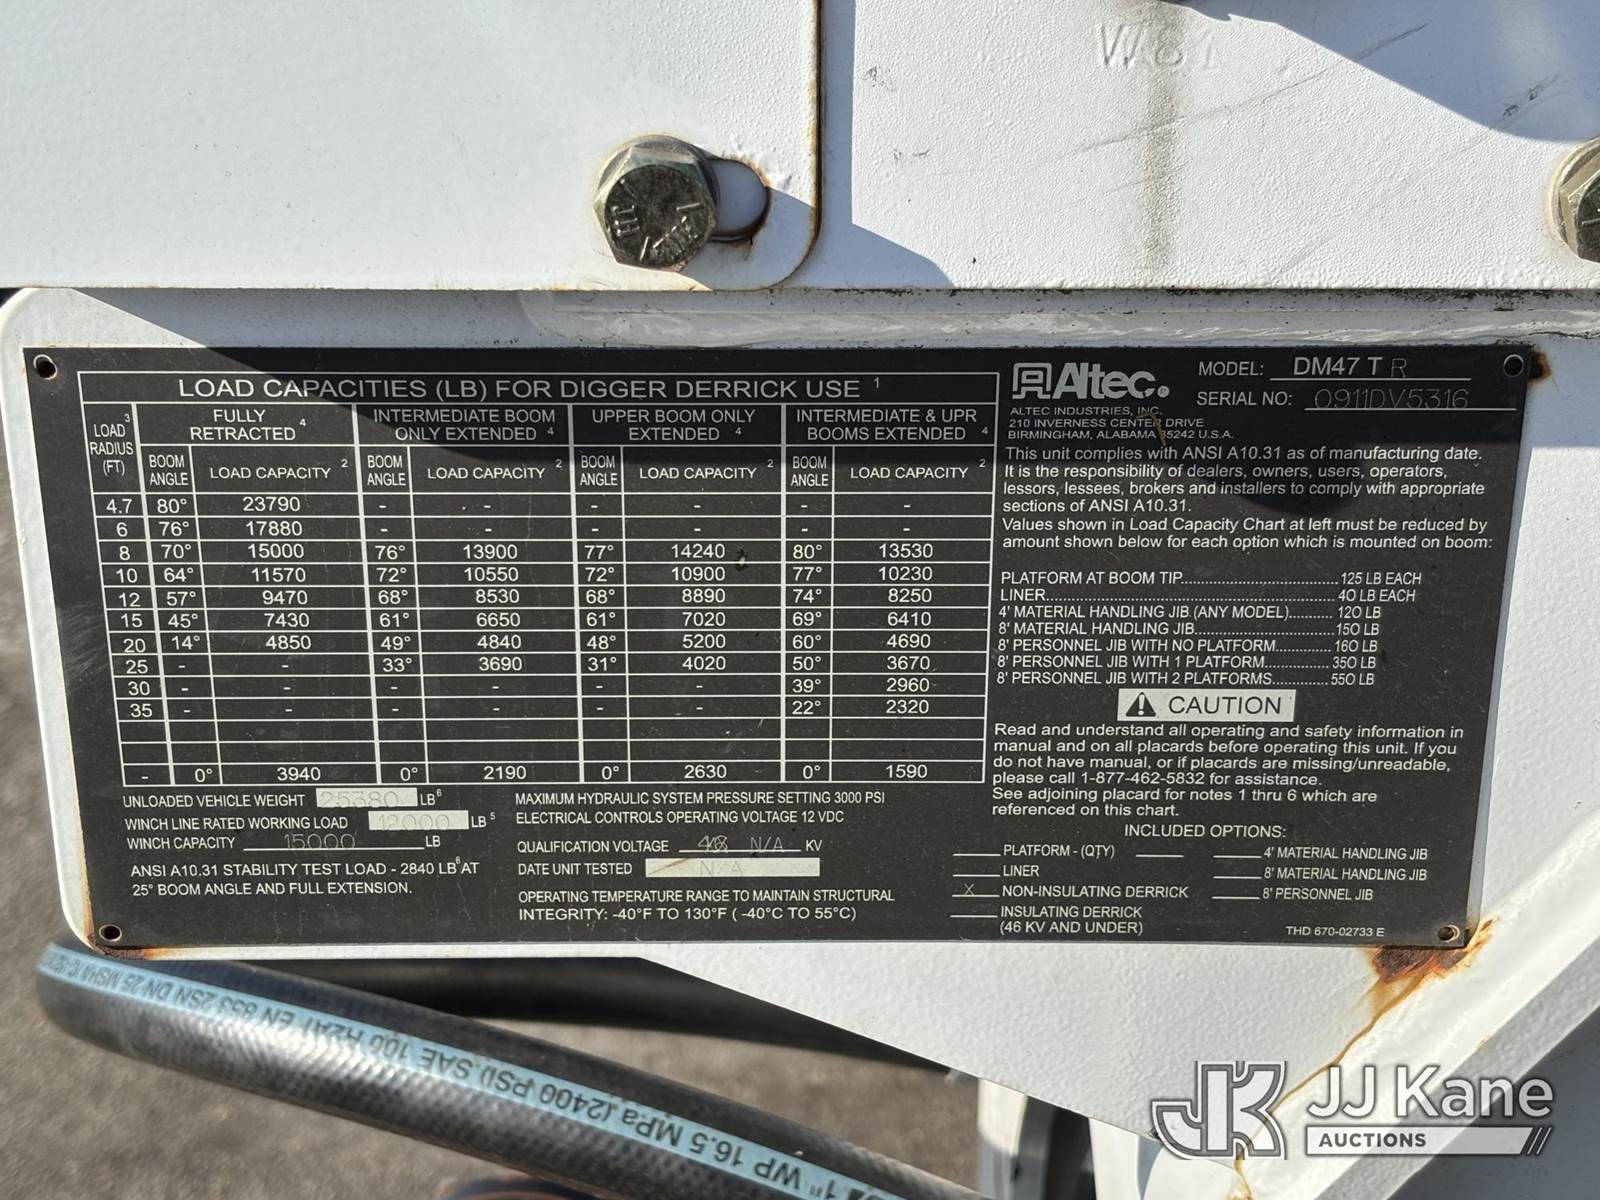 W81
LOAD CAPACITIES (LB) FOR DIGGER DERRICK USE 1
LOAD 3 RADIUS (FT) | FULLY RETRACTED 4 | INTERMEDIATE BOOM ONLY EXTENDED 4 | UPPER BOOM ONLY EXTENDED 4 | INTERMEDIATE & UPR BOOMS EXTENDED 4
BOOM ANGLE | LOAD CAPACITY 2 | BOOM ANGLE | LOAD CAPACITY 2 | BOOM ANGLE | LOAD CAPACITY 2 | BOOM ANGLE | LOAD CAPACITY 2
4.7 80° 23790 - - - - - -
6 76° 17880 - - - - - -
8 70° 15000 76° 13900 77° 14240 80° 13530
10 64° 11570 72° 10550 72° 10900 77° 10230
12 57° 9470 68° 8530 68° 8890 74° 8250
15 45° 7430 61° 6650 61° 7020 69° 6410
20 14° 4850 49° 4840 48° 5200 60° 4690
25 - - 33° 3690 31° 4020 50° 3670
30 - - - - - - 39° 2960
35 - - - - - - 22° 2320
- 0° 3940 0° 2190 0° 2630 0° 1590
UNLOADED VEHICLE WEIGHT 25380 LB 6
WINCH LINE RATED WORKING LOAD 12000 LB 5
WINCH CAPACITY 15000 LB
ANSI A10.31 STABILITY TEST LOAD - 2840 LB 6 AT
25° BOOM ANGLE AND FULL EXTENSION.
MAXIMUM HYDRAULIC SYSTEM PRESSURE SETTING 3000 PSI
ELECTRICAL CONTROLS OPERATING VOLTAGE 12 VDC
QUALIFICATION VOLTAGE N/A KV
DATE UNIT TESTED N/A
OPERATING TEMPERATURE RANGE TO MAINTAIN STRUCTURAL
INTEGRITY: -40°F TO 130°F ( -40°C TO 55°C)
Altec®
ALTEC INDUSTRIES, INC.
210 INVERNESS CENTER DRIVE
BIRMINGHAM, ALABAMA 35242 U.S.A.
MODEL: DM47 T R
SERIAL NO: 0911DV5316
This unit complies with ANSI A10.31 as of manufacturing date.
It is the responsibility of dealers, owners, users, operators,
lessors, lessees, brokers and installers to comply with appropriate
sections of ANSI A10.31.
Values shown in Load Capacity Chart at left must be reduced by
amount shown below for each option which is mounted on boom:
PLATFORM AT BOOM TIP.....125 LB EACH
LINER.....40 LB EACH
4' MATERIAL HANDLING JIB (ANY MODEL).....120 LB
8' MATERIAL HANDLING JIB.....150 LB
8' PERSONNEL JIB WITH NO PLATFORM.....160 LB
8' PERSONNEL JIB WITH 1 PLATFORM.....350 LB
8' PERSONNEL JIB WITH 2 PLATFORMS.....550 LB
CAUTION
Read and understand all operating and safety information in
manual and on all placards before operating this unit. If you
do not have manual, or if placards are missing/unreadable,
please call 1-877-462-5832 for assistance.
See adjoining placard for notes 1 thru 6 which are
referenced on this chart.
INCLUDED OPTIONS:
___ PLATFORM - (QTY) ___
___ LINER
X NON-INSULATING DERRICK
___ INSULATING DERRICK
(46 KV AND UNDER)
___ 4' MATERIAL HANDLING JIB
___ 8' MATERIAL HANDLING JIB
___ 8' PERSONNEL JIB
THD 670-02733 E
1" WP 16.5 MPa (2400 PSI) SAE 100 R2AT EN 853 2SN DN 25 MSHA
JK JJ Kane
AUCTIONS